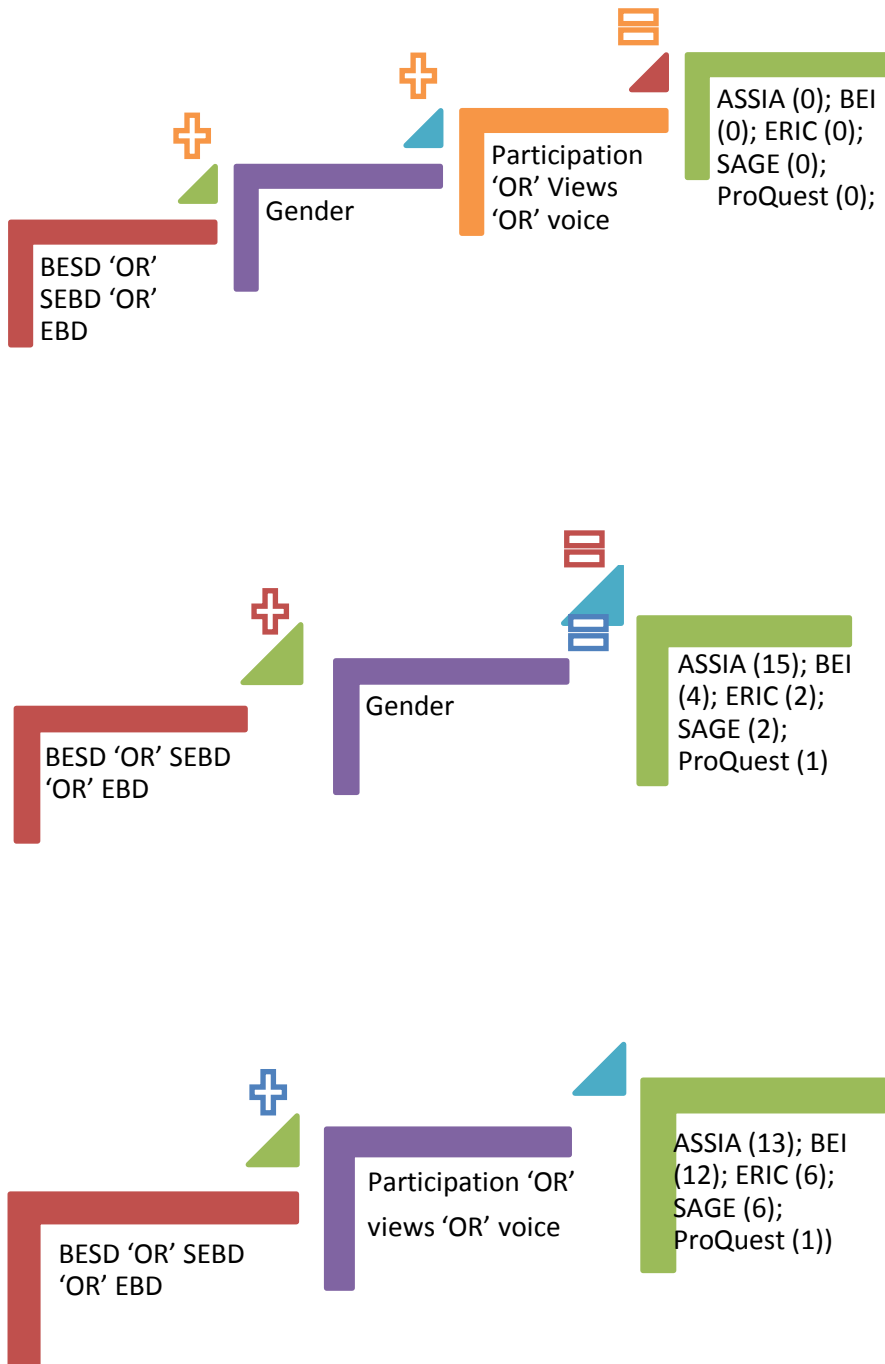 BESD ‘OR’
SEBD ‘OR’
EBD
Gender
Participation
‘OR’ Views
‘OR’ voice
ASSIA (0); BEI
(0); ERIC (0);
SAGE (0);
ProQuest (0);
BESD ‘OR’ SEBD
‘OR’ EBD
Gender
ASSIA (15); BEI
(4); ERIC (2);
SAGE (2);
ProQuest (1)
BESD ‘OR’ SEBD
‘OR’ EBD
Participation ‘OR’
views ‘OR’ voice
ASSIA (13); BEI
(12); ERIC (6);
SAGE (6);
ProQuest (1))